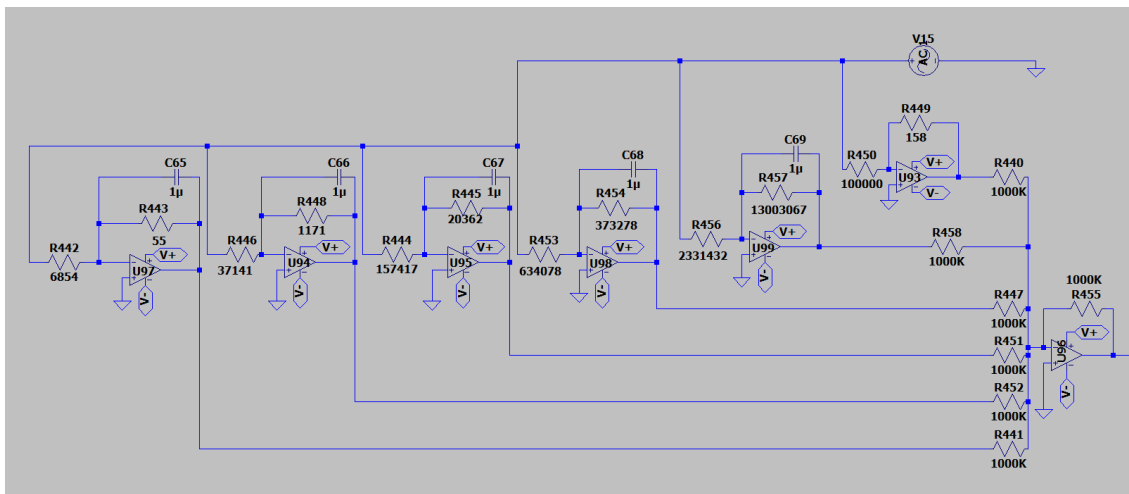 V15
AC 1
R449
158
C69
1µ
R450
100000
V+
U93
V-
R440
1000K
C65
1µ
C66
1µ
C67
1µ
C68
1µ
R457
13003067
R443
55
R448
1171
R445
20362
R454
373278
R442
6854
V+
U97
V-
R446
37141
V+
U94
V-
R444
157417
V+
U95
V-
R453
634078
V+
U98
V-
R456
2331432
V+
U99
V-
R458
1000K
1000K
R455
R447
1000K
V+
U96
V-
R451
1000K
R452
1000K
R441
1000K